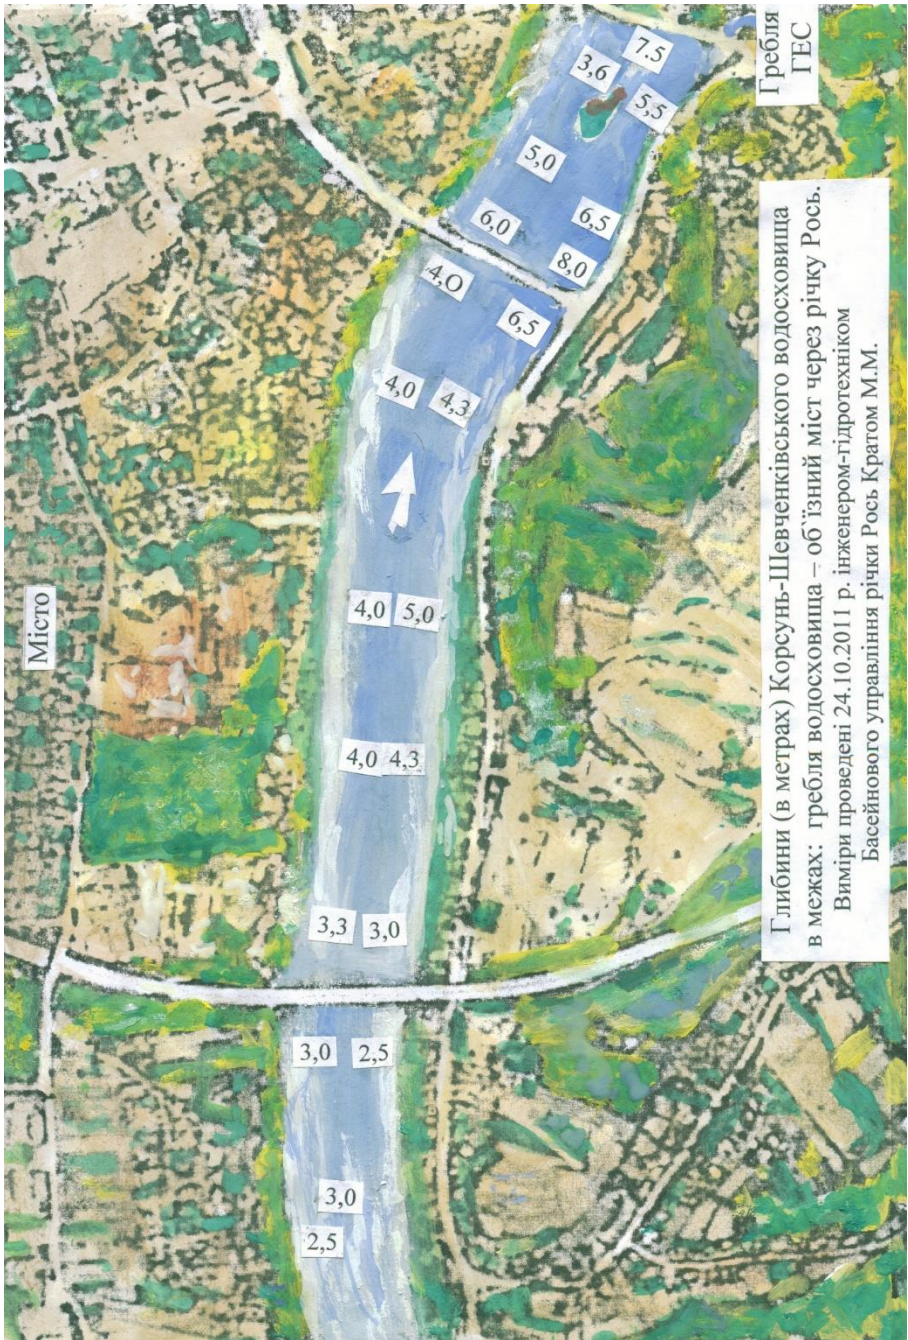 Гребля
ГЕС
7.5
3,6
5,5
5,0
6,0
6,5
8,0
4,О
6,5
4,0
4,3
Місто
4,0
5,0
4,0
4,3
3,3
3,0
3,0
2,5
3,0
2,5
Глибини (в метрах) Корсунь-Шевченківського водосховища
в межах: гребля водосховища – об`їзний міст через річку Рось.
Виміри проведені 24.10.2011 р. інженером-гідротехніком
Басейнового управління річки Рось Кратом М.М.